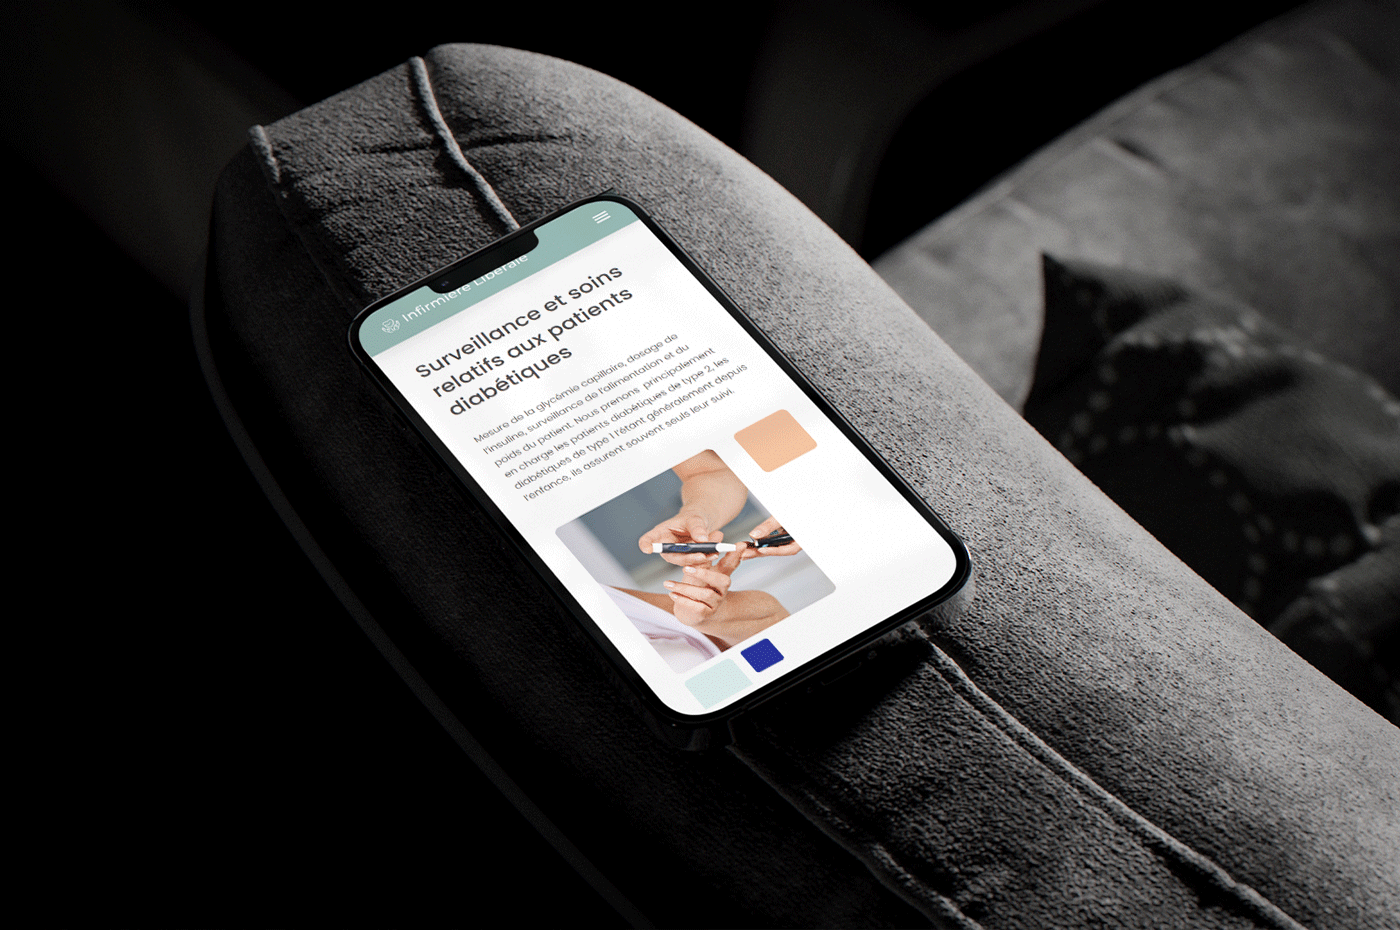 Infirmière Libérale
Surveillance et soins
relatifs aux patients
diabétiques
Mesure de la glycémie capillaire, dosage de
l'insuline, surveillance de l'alimentation et du
poids du patient. Nous prenons principalement
en charge les patients diabétiques de type 2, les
diabétiques de type 1 l'étant généralement depuis
l'enfance, ils assurent souvent seuls leur suivi.